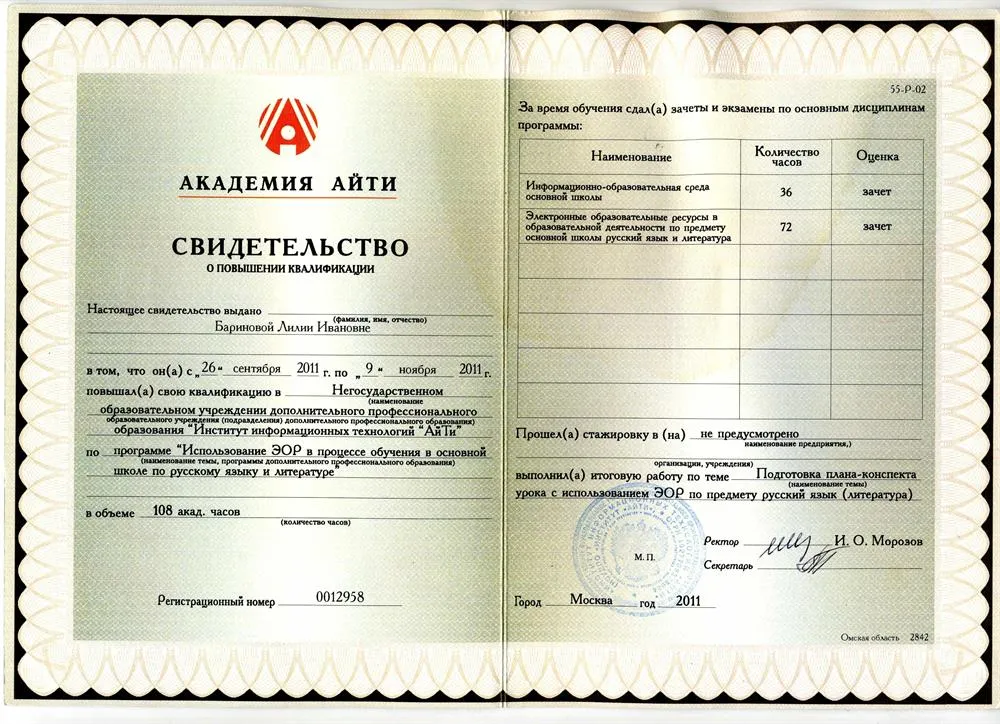 АКАДЕМИЯ АЙТИ
СВИДЕТЕЛЬСТВО
О ПОВЫШЕНИИ КВАЛИФИКАЦИИ
Настоящее свидетельство выдано
(фамилия, имя, отчество)
Бариновой Лилии Ивановне
в том, что он(а) с „26“ сентября 2011 г. по „9“ ноября 2011 г.
повышал(а) свою квалификацию в Негосударственном
(наименование
образовательном учреждении дополнительного профессионального
образовательного учреждения (подразделения) дополнительного профессионального образования)
образования "Институт информационных технологий "АйТи"
по программе "Использование ЭОР в процессе обучения в основной
(наименование темы, программы дополнительного профессионального образования)
школе по русскому языку и литературе"
в объеме 108 акад. часов
(количество часов)
Регистрационный номер 0012958
55-Р-02
За время обучения сдал(а) зачеты и экзамены по основным дисциплинам
программы:
Наименование Количество часов Оценка
Информационно-образовательная среда
основной школы 36 зачет
Электронные образовательные ресурсы в
образовательной деятельности по предмету
основной школы русский язык и литература 72 зачет
Прошел(а) стажировку в (на) не предусмотрено
наименование предприятия,)
организации, учреждения)
выполнил(а) итоговую работу по теме Подготовка плана-конспекта
(наименование темы)
урока с использованием ЭОР по предмету русский язык (литература)
М.П.
Ректор И. О. Морозов
Секретарь
Город Москва год 2011
Омская область 2842